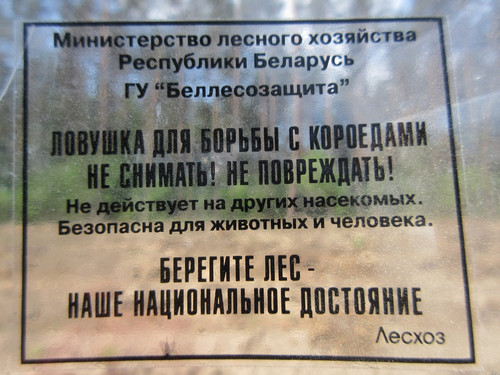 Министерство лесного хозяйства
Республики Беларусь
ГУ "Беллесозащита"
ЛОВУШКА ДЛЯ БОРЬБЫ С КОРОЕДАМИ
НЕ СНИМАТЬ! НЕ ПОВРЕЖДАТЬ!
Не действует на других насекомых.
Безопасна для животных и человека.
БЕРЕГИТЕ ЛЕС -
НАШЕ НАЦИОНАЛЬНОЕ ДОСТОЯНИЕ
Лесхоз